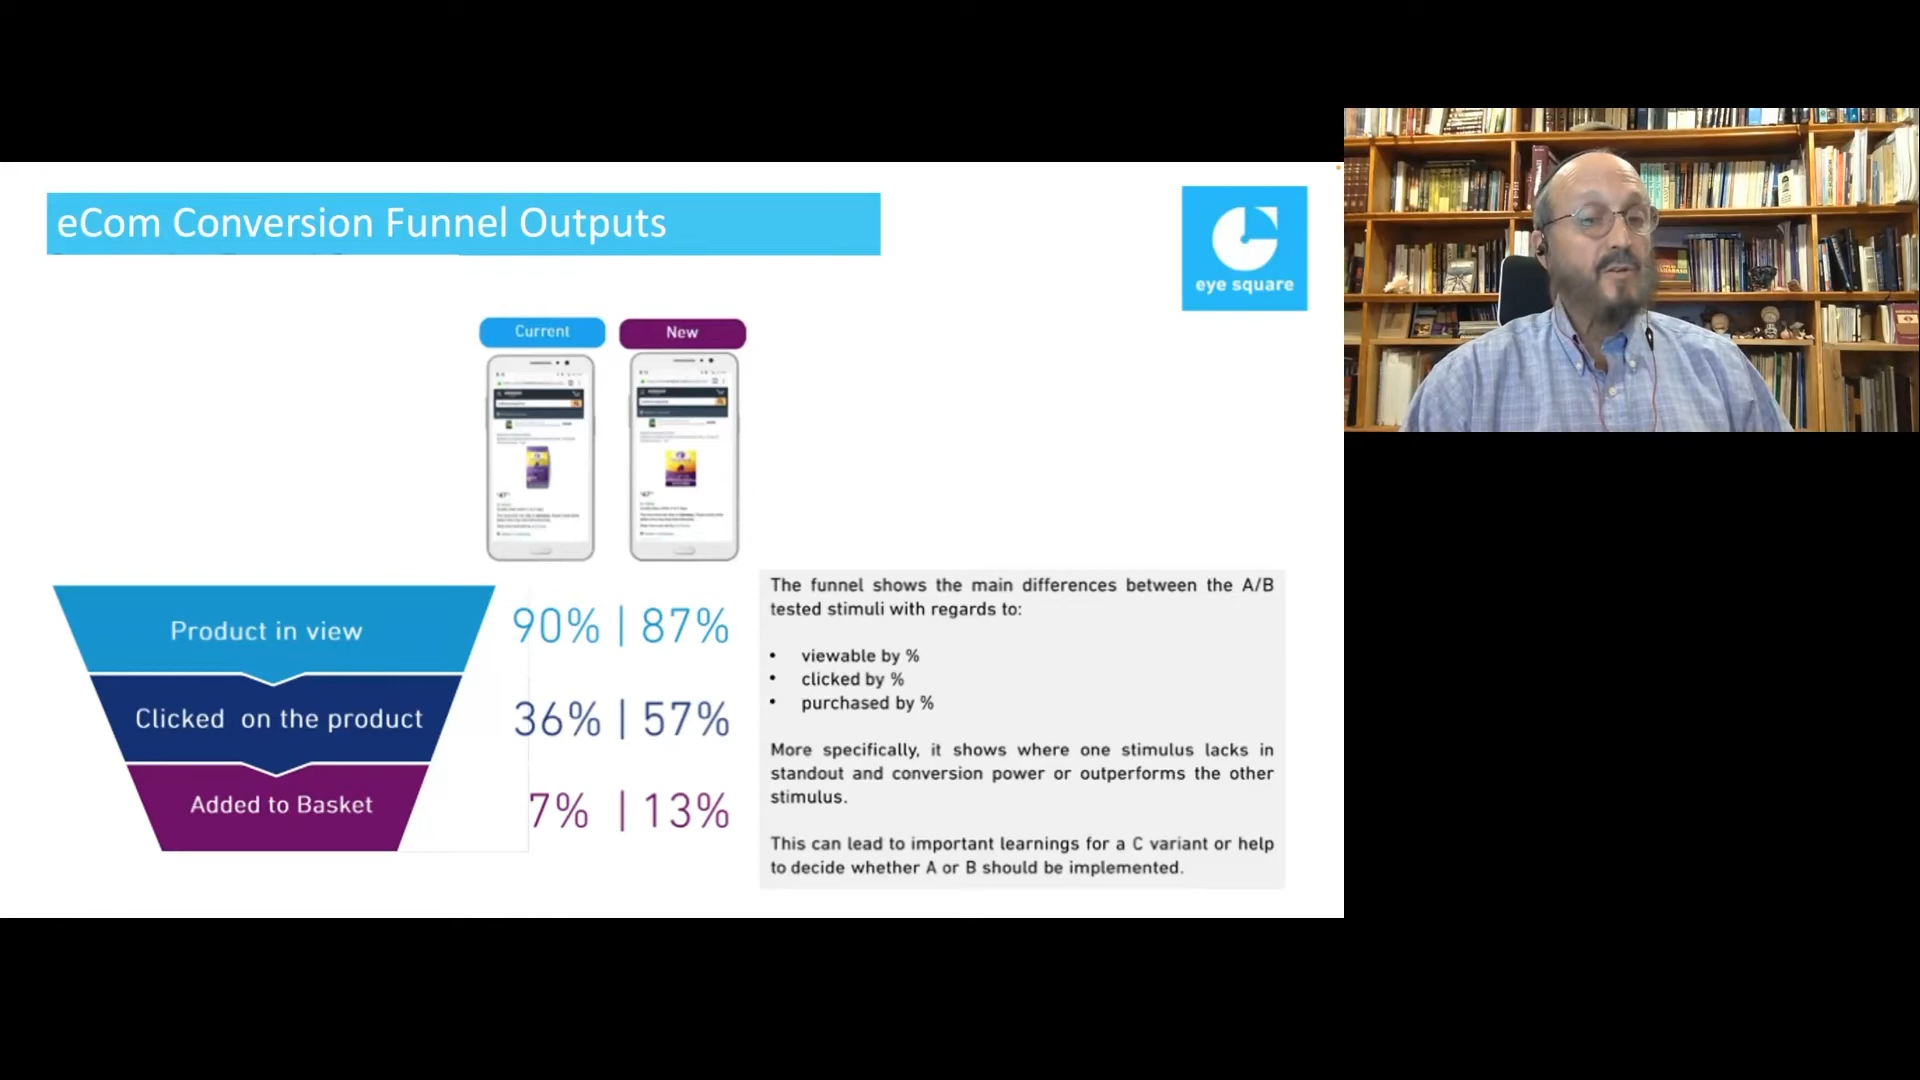 eCom Conversion Funnel Outputs
eye square
Current
New
Product in view
90% | 87%
Clicked on the product
36% | 57%
Added to Basket
7% | 13%
The funnel shows the main differences between the A/B
tested stimuli with regards to:
• viewable by %
• clicked by %
• purchased by %
More specifically, it shows where one stimulus lacks in
standout and conversion power or outperforms the other
stimulus.
This can lead to important learnings for a C variant or help
to decide whether A or B should be implemented.